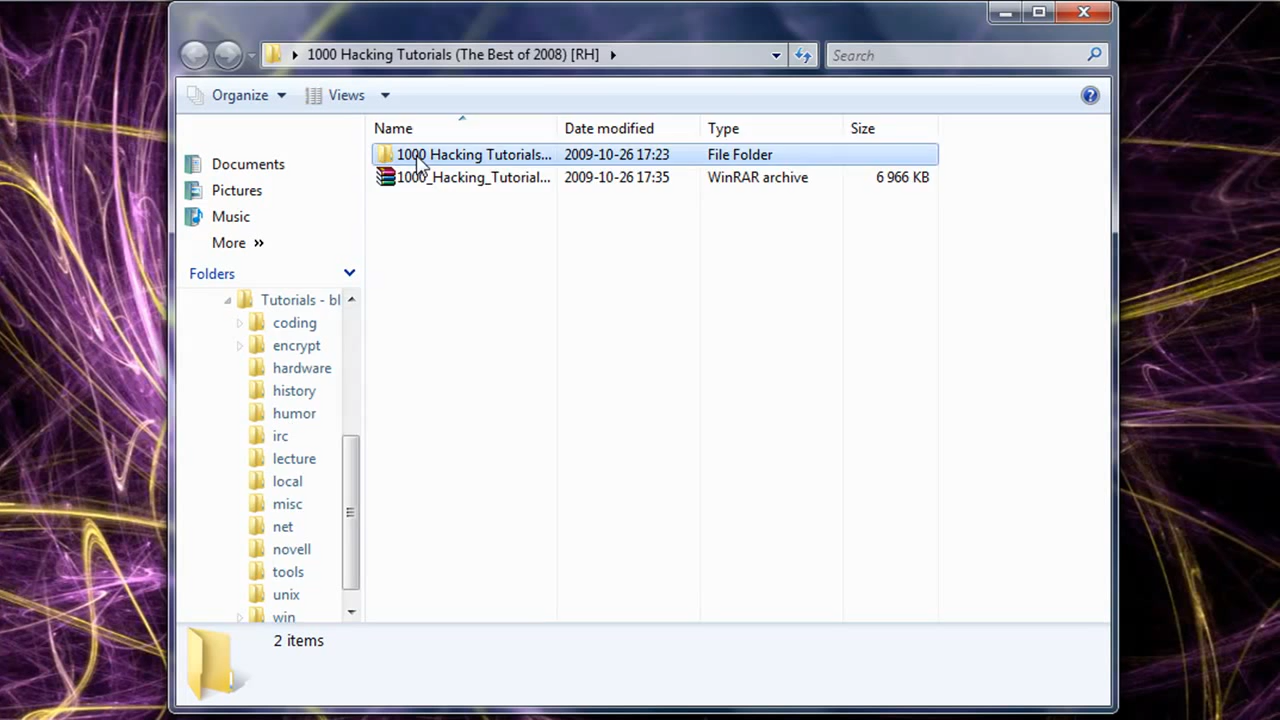 1000 Hacking Tutorials (The Best of 2008) [RH]
Search
Organize Views
Name Date modified Type Size
1000 Hacking Tutorials... 2009-10-26 17:23 File Folder
1000_Hacking_Tutorial... 2009-10-26 17:35 WinRAR archive 6 966 KB
Documents
Pictures
Music
More »
Folders
Tutorials - bl
coding
encrypt
hardware
history
humor
irc
lecture
local
misc
net
novell
tools
unix
win
2 items